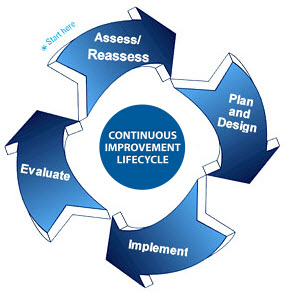 * Start here
Assess/
Reassess
Plan
and
Design
CONTINUOUS
IMPROVEMENT
LIFECYCLE
Evaluate
Implement